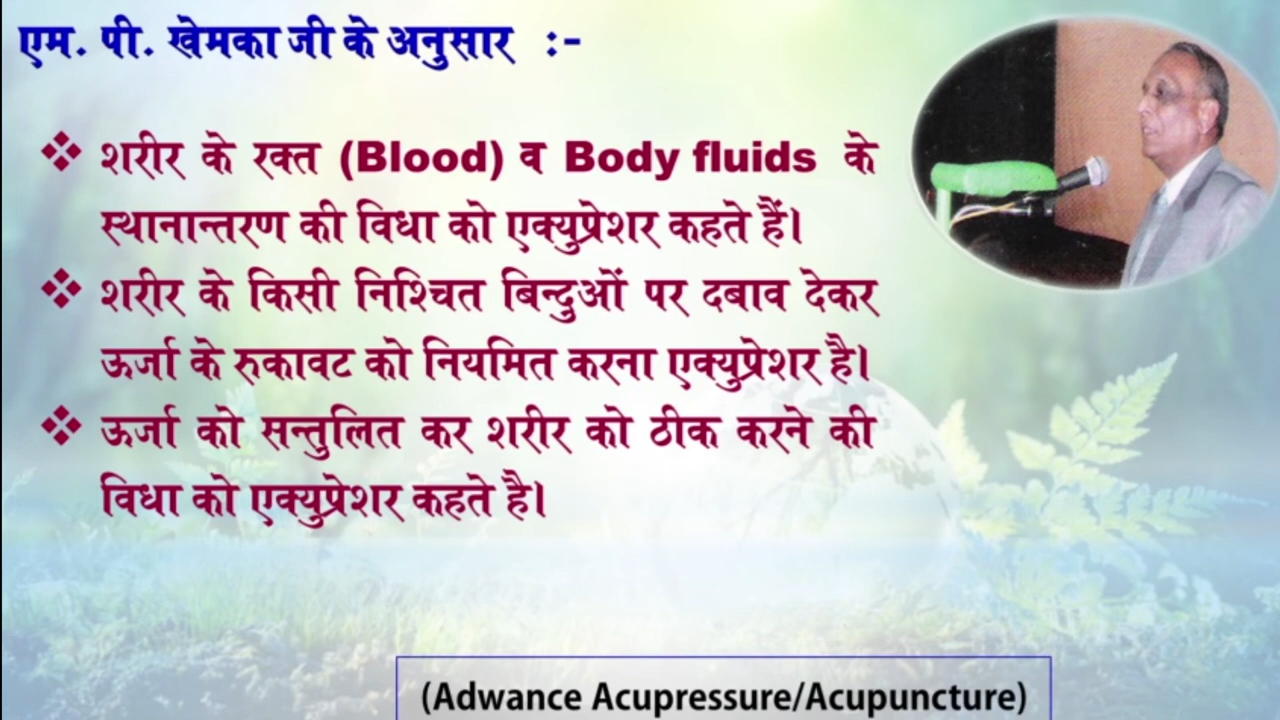 एम. पी. खेमका जी के अनुसार :-
❖ शरीर के रक्त (Blood) व Body fluids के
स्थानान्तरण की विधा को एक्युप्रेशर कहते हैं।
❖ शरीर के किसी निश्चित बिन्दुओं पर दबाव देकर
ऊर्जा के रुकावट को नियमित करना एक्युप्रेशर है।
❖ ऊर्जा को सन्तुलित कर शरीर को ठीक करने की
विधा को एक्युप्रेशर कहते है।
(Adwance Acupressure/Acupuncture)